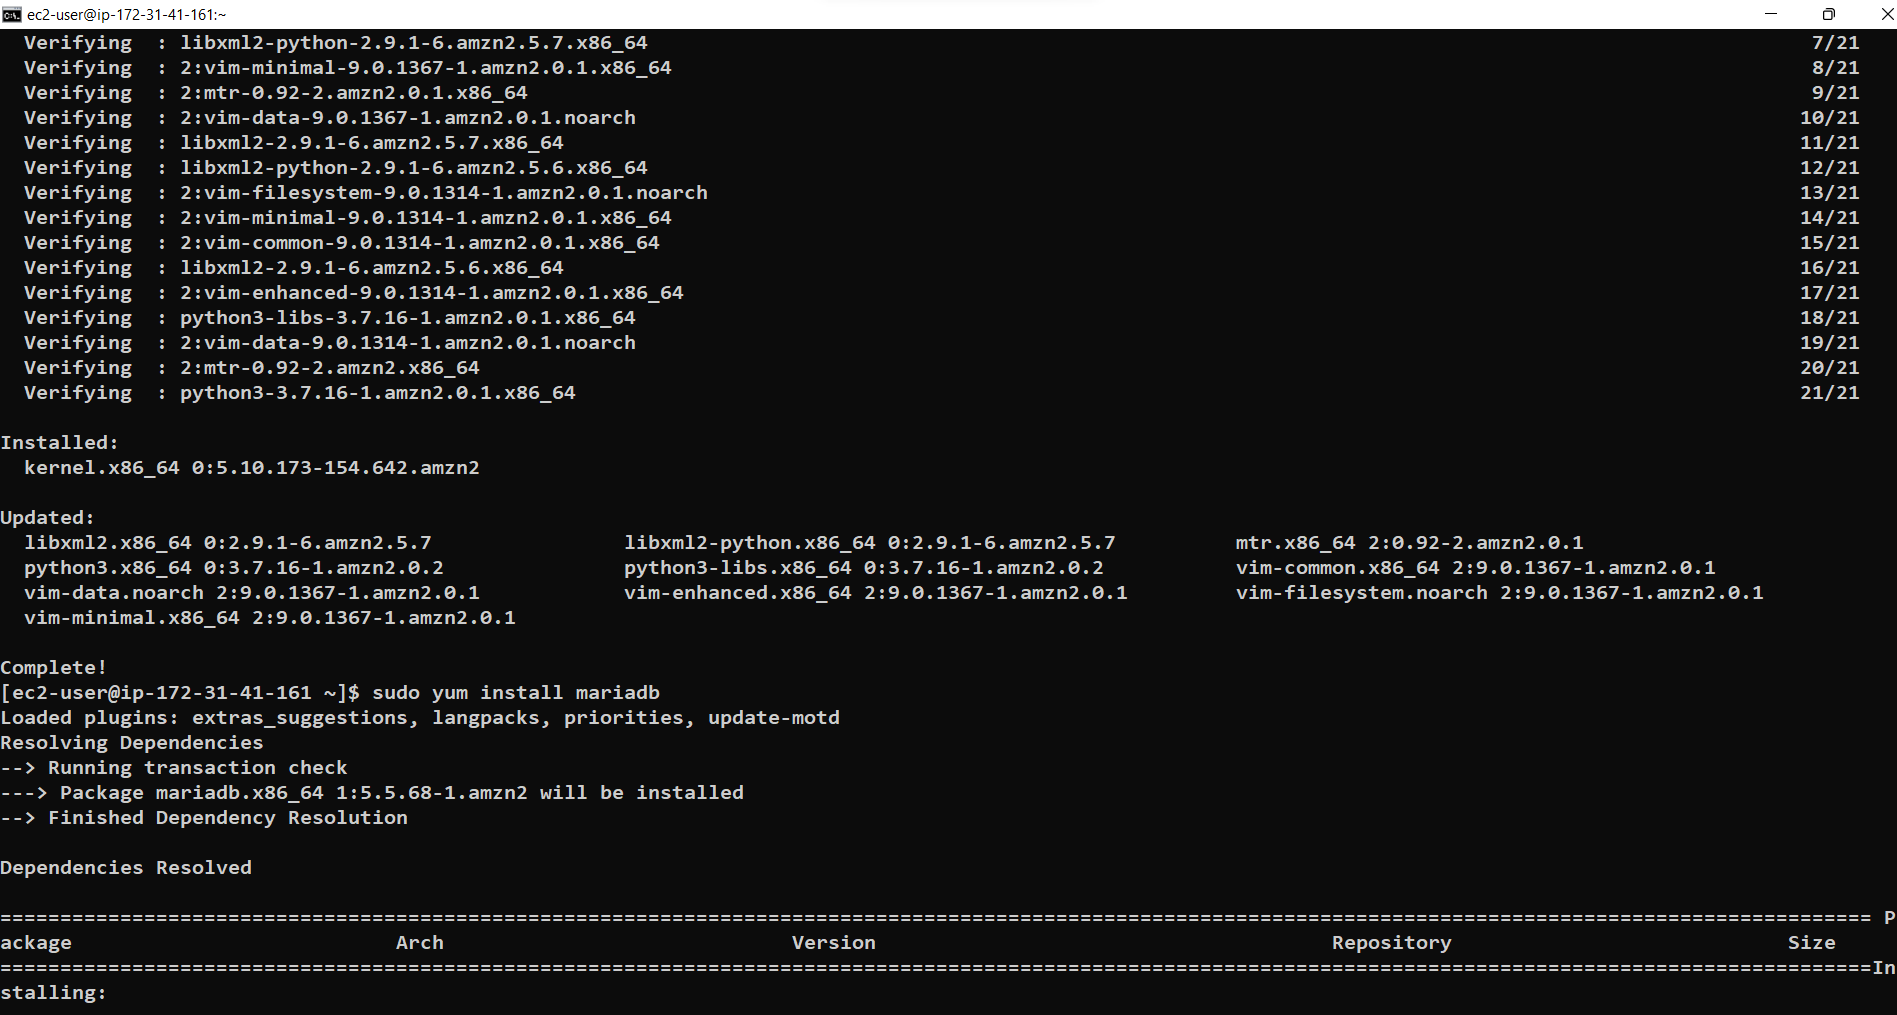 ec2-user@ip-172-31-41-161:~
Verifying : libxml2-python-2.9.1-6.amzn2.5.7.x86_64 7/21
Verifying : 2:vim-minimal-9.0.1367-1.amzn2.0.1.x86_64 8/21
Verifying : 2:mtr-0.92-2.amzn2.0.1.x86_64 9/21
Verifying : 2:vim-data-9.0.1367-1.amzn2.0.1.noarch 10/21
Verifying : libxml2-2.9.1-6.amzn2.5.7.x86_64 11/21
Verifying : libxml2-python-2.9.1-6.amzn2.5.6.x86_64 12/21
Verifying : 2:vim-filesystem-9.0.1314-1.amzn2.0.1.noarch 13/21
Verifying : 2:vim-minimal-9.0.1314-1.amzn2.0.1.x86_64 14/21
Verifying : 2:vim-common-9.0.1314-1.amzn2.0.1.x86_64 15/21
Verifying : libxml2-2.9.1-6.amzn2.5.6.x86_64 16/21
Verifying : 2:vim-enhanced-9.0.1314-1.amzn2.0.1.x86_64 17/21
Verifying : python3-libs-3.7.16-1.amzn2.0.1.x86_64 18/21
Verifying : 2:vim-data-9.0.1314-1.amzn2.0.1.noarch 19/21
Verifying : 2:mtr-0.92-2.amzn2.x86_64 20/21
Verifying : python3-3.7.16-1.amzn2.0.1.x86_64 21/21
Installed:
kernel.x86_64 0:5.10.173-154.642.amzn2
Updated:
libxml2.x86_64 0:2.9.1-6.amzn2.5.7 libxml2-python.x86_64 0:2.9.1-6.amzn2.5.7 mtr.x86_64 2:0.92-2.amzn2.0.1
python3.x86_64 0:3.7.16-1.amzn2.0.2 python3-libs.x86_64 0:3.7.16-1.amzn2.0.2 vim-common.x86_64 2:9.0.1367-1.amzn2.0.1
vim-data.noarch 2:9.0.1367-1.amzn2.0.1 vim-enhanced.x86_64 2:9.0.1367-1.amzn2.0.1 vim-filesystem.noarch 2:9.0.1367-1.amzn2.0.1
vim-minimal.x86_64 2:9.0.1367-1.amzn2.0.1
Complete!
[ec2-user@ip-172-31-41-161 ~]$ sudo yum install mariadb
Loaded plugins: extras_suggestions, langpacks, priorities, update-motd
Resolving Dependencies
--> Running transaction check
---> Package mariadb.x86_64 1:5.5.68-1.amzn2 will be installed
--> Finished Dependency Resolution
Dependencies Resolved
============================================================================================================================================================ P
ackage Arch Version Repository Size
============================================================================================================================================================In
stalling: